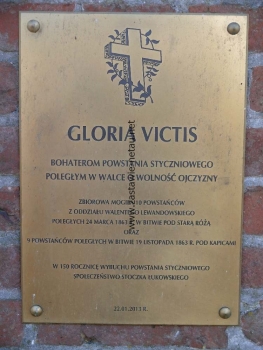 GLORIA VICTIS
BOHATEROM POWSTANIA STYCZNIOWEGO
POLEGŁYM W WALCE O WOLNOŚĆ OJCZYZNY
ZBIOROWA MOGIŁA 10 POWSTAŃCÓW
Z ODDZIAŁU WALENTEGO LEWANDOWSKIEGO
POLEGŁYCH 24 MARCA 1863 R. W BITWIE POD STARĄ RÓŻĄ
ORAZ
9 POWSTAŃCÓW POLEGŁYCH W BITWIE 19 LISTOPADA 1863 R. POD KAPICAMI
W 150 ROCZNICĘ WYBUCHU POWSTANIA STYCZNIOWEGO
SPOŁECZEŃSTWO STOCZKA ŁUKOWSKIEGO
22.01.2013 R.